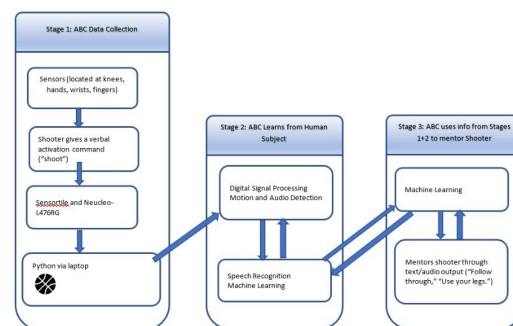 Stage 1: ABC Data Collection
Sensors (located at knees,
hands, wrists, fingers)
Shooter gives a verbal
activation command
("shoot")
Sensortile and Neucleo-
L476RG
Python via laptop
Stage 2: ABC Learns from Human
Subject
Digital Signal Processing
Motion and Audio Detection
Speech Recognition
Machine Learning
Stage 3: ABC uses info from Stages
1+2 to mentor Shooter
Machine Learning
Mentors shooter through
text/audio output ("Follow
through," "Use your legs.")